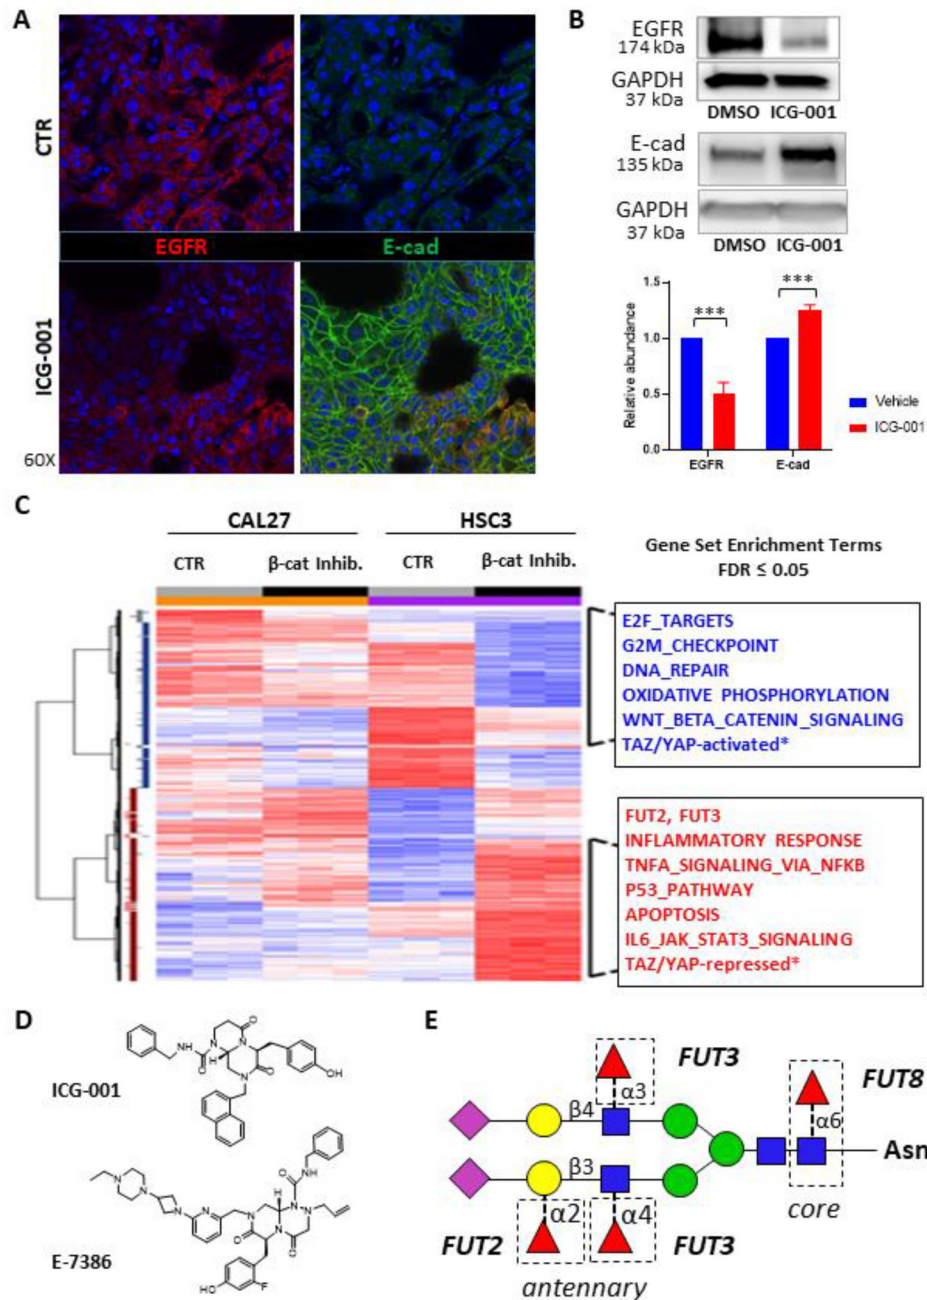 A
CTR
EGFR
E-cad
ICG-001
60X
B
EGFR
174 kDa
GAPDH
37 kDa
DMSO ICG-001
E-cad
135 kDa
GAPDH
37 kDa
DMSO ICG-001
Relative abundance
1.5
1.0
0.5
0.0
***
***
EGFR
E-cad
Vehicle
ICG-001
C
CAL27
HSC3
CTR
β-cat Inhib.
CTR
β-cat Inhib.
Gene Set Enrichment Terms
FDR ≤ 0.05
E2F_TARGETS
G2M_CHECKPOINT
DNA_REPAIR
OXIDATIVE PHOSPHORYLATION
WNT_BETA_CATENIN_SIGNALING
TAZ/YAP-activated*
FUT2, FUT3
INFLAMMATORY RESPONSE
TNFA_SIGNALING_VIA_NFKB
P53_PATHWAY
APOPTOSIS
IL6_JAK_STAT3_SIGNALING
TAZ/YAP-repressed*
D
ICG-001
NH
O
N
N
O
H
N
O
OH
E-7386
N
N
N
N
N
O
H
HN
O
N
N
N
O
HO
F
E
FUT3
α3
FUT8
α6
β4
β3
Asn
core
α2
α4
FUT2
FUT3
antennary